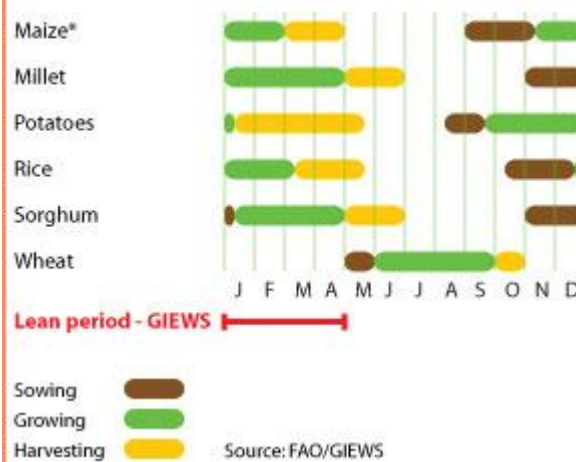 Maize*
Millet
Potatoes
Rice
Sorghum
Wheat
J F M A M J J A S O N D
Lean period - GIEWS
Sowing
Growing
Harvesting
Source: FAO/GIEWS